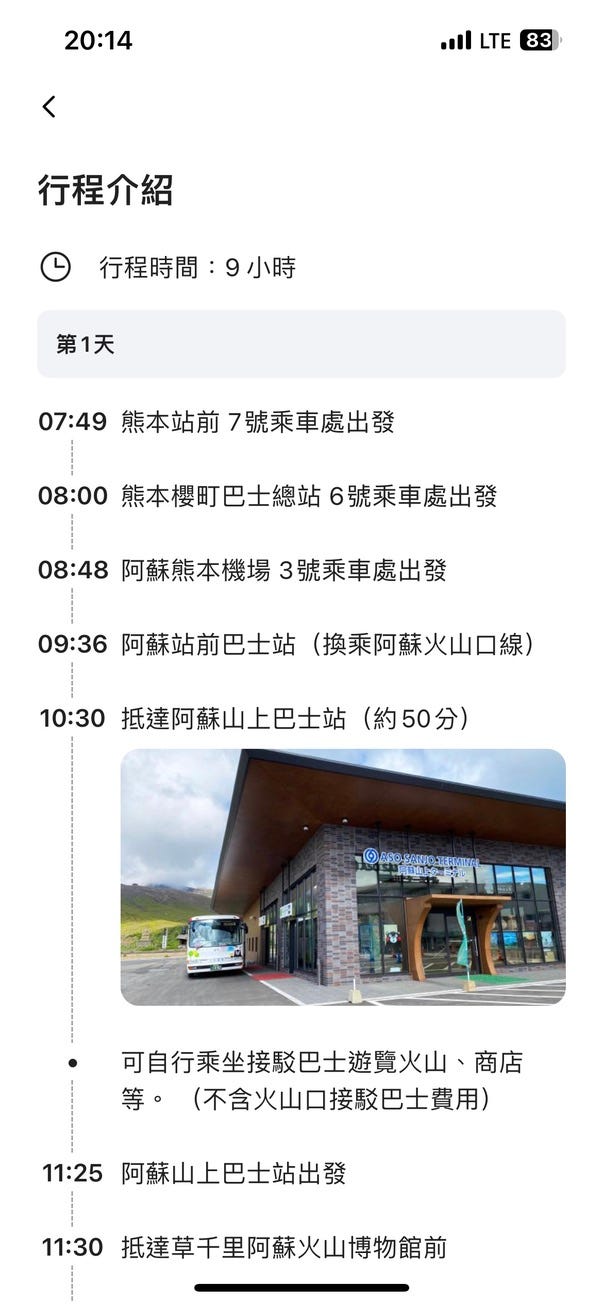 20:14 LTE 83
行程介紹
行程時間：9 小時
第1天
07:49 熊本站前 7號乘車處出發
08:00 熊本櫻町巴士總站 6號乘車處出發
08:48 阿蘇熊本機場 3號乘車處出發
09:36 阿蘇站前巴士站（換乘阿蘇火山口線）
10:30 抵達阿蘇山上巴士站（約50分）
ASO SANJO TERMINAL
阿蘇山上ターミナル
可自行乘坐接駁巴士遊覽火山、商店
等。（不含火山口接駁巴士費用）
11:25 阿蘇山上巴士站出發
11:30 抵達草千里阿蘇火山博物館前